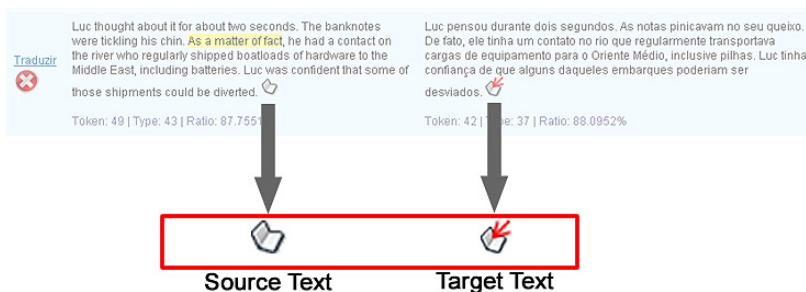 Traduzir
Luc thought about it for about two seconds. The banknotes
were tickling his chin. As a matter of fact, he had a contact on
the river who regularly shipped boatloads of hardware to the
Middle East, including batteries. Luc was confident that some of
those shipments could be diverted.
Token: 49 | Type: 43 | Ratio: 87.755
Luc pensou durante dois segundos. As notas pinicavam no seu queixo.
De fato, ele tinha um contato no rio que regularmente transportava
cargas de equipamento para o Oriente Médio, inclusive pilhas. Luc tinha
confiança de que alguns daqueles embarques poderiam ser
desviados.
Token: 42 | Type: 37 | Ratio: 88.0952%
Source Text
Target Text